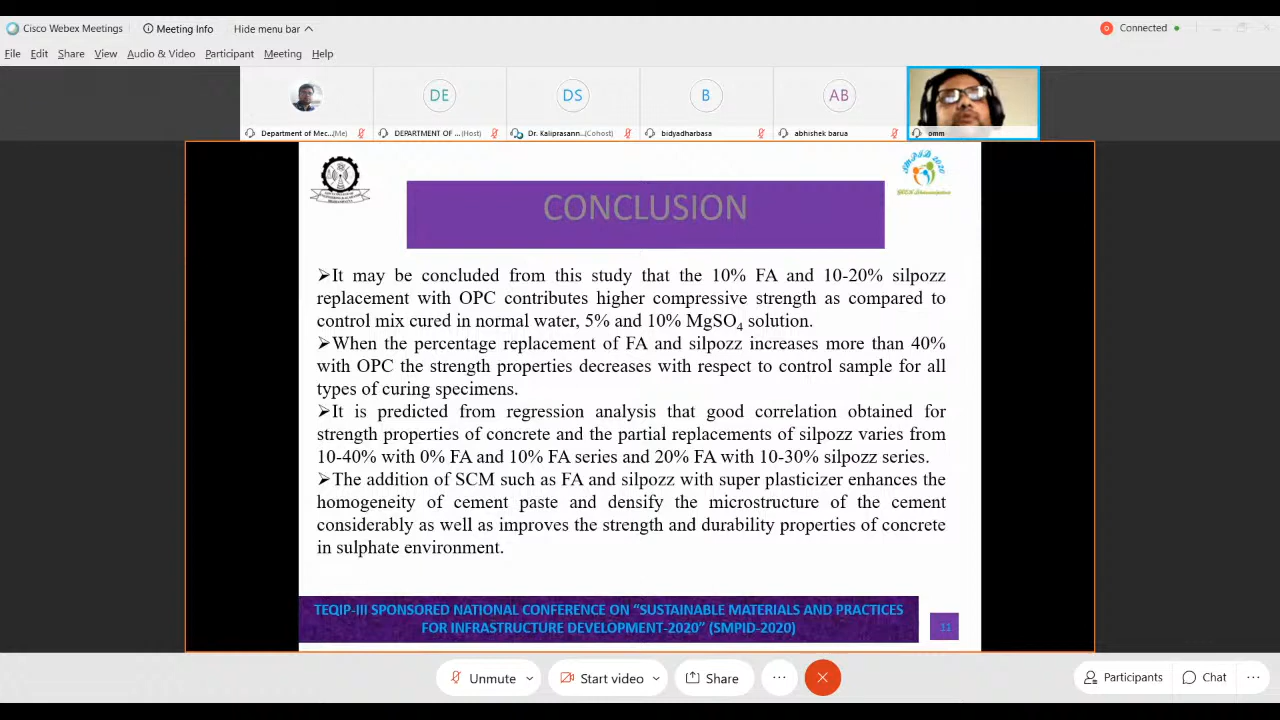 Cisco Webex Meetings
Meeting Info
Hide menu bar
Connected
File Edit Share View Audio & Video Participant Meeting Help
DE
DS
B
AB
Department of Mec... (Me)
DEPARTMENT OF ... (Host)
Dr. Kaliprasann... (Cohost)
bidyadharbasa
abhishek barua
omm
SMPID 2020
CONCLUSION
➢It may be concluded from this study that the 10% FA and 10-20% silpozz
replacement with OPC contributes higher compressive strength as compared to
control mix cured in normal water, 5% and 10% MgSO₄ solution.
➢When the percentage replacement of FA and silpozz increases more than 40%
with OPC the strength properties decreases with respect to control sample for all
types of curing specimens.
➢It is predicted from regression analysis that good correlation obtained for
strength properties of concrete and the partial replacements of silpozz varies from
10-40% with 0% FA and 10% FA series and 20% FA with 10-30% silpozz series.
➢The addition of SCM such as FA and silpozz with super plasticizer enhances the
homogeneity of cement paste and densify the microstructure of the cement
considerably as well as improves the strength and durability properties of concrete
in sulphate environment.
TEQIP-III SPONSORED NATIONAL CONFERENCE ON “SUSTAINABLE MATERIALS AND PRACTICES
FOR INFRASTRUCTURE DEVELOPMENT-2020” (SMPID-2020)
11
Unmute
Start video
Share
Participants
Chat